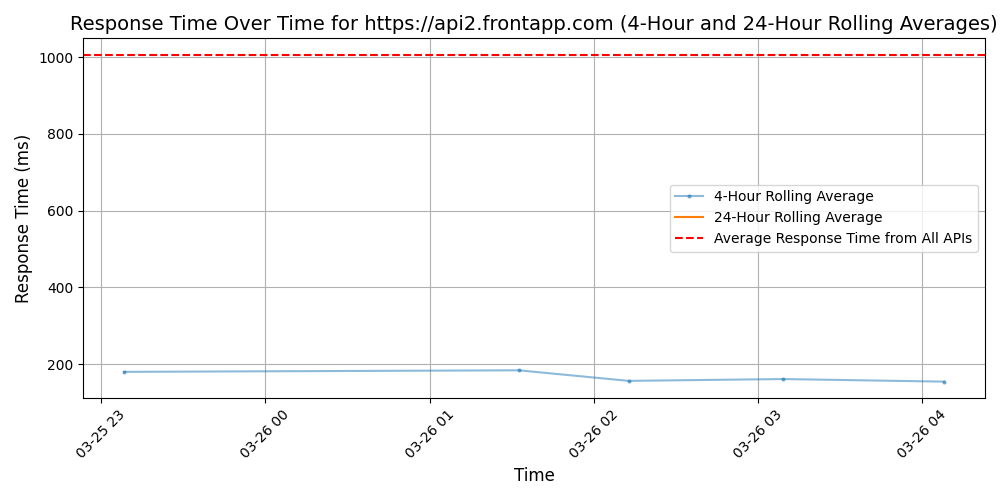 Response Time Over Time for https://api2.frontapp.com (4-Hour and 24-Hour Rolling Averages)
Response Time (ms)
1000
800
600
400
200
4-Hour Rolling Average
24-Hour Rolling Average
Average Response Time from All APIs
03-25 23
03-26 00
03-26 01
03-26 02
03-26 03
03-26 04
Time